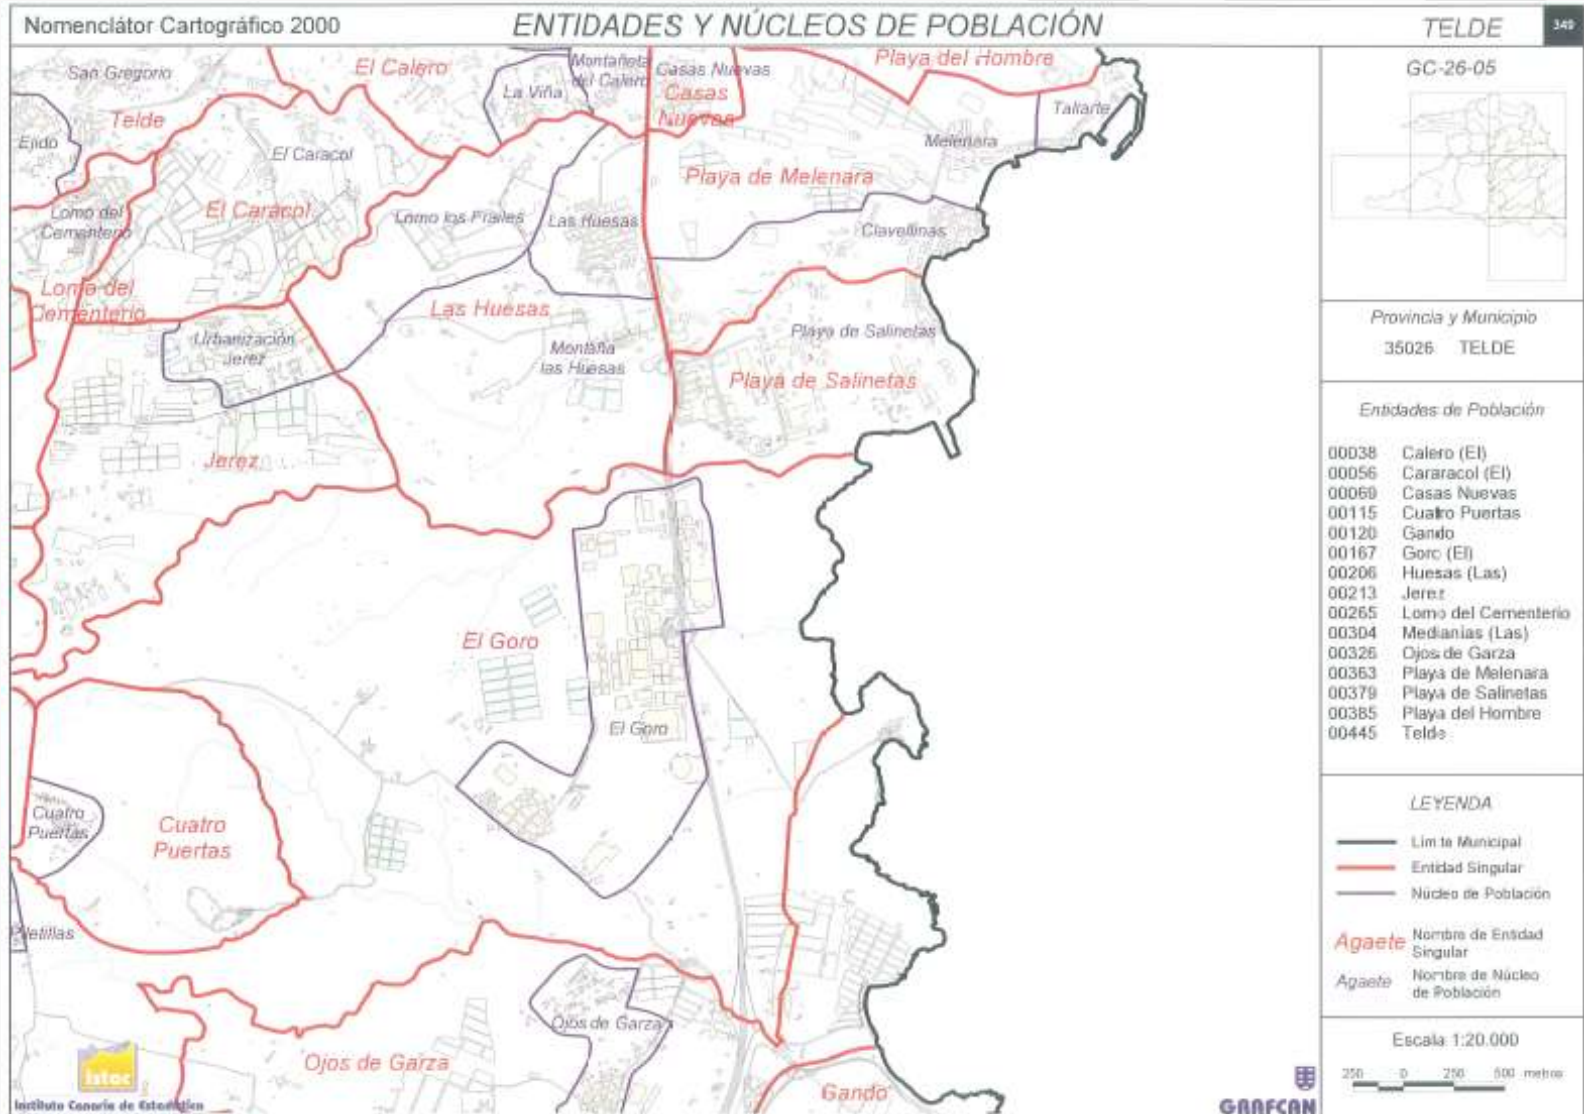 Nomenclátor Cartográfico 2000
ENTIDADES Y NÚCLEOS DE POBLACIÓN
TELDE
349
San Gregorio
El Calero
Montañeta
del Calero
Casas Nuevas
Playa del Hombre
La Viña
Casas
Nuevas
Taliarte
Telde
Ejido
El Caracol
Melenara
Playa de Melenara
Lomo del
Cementerio
El Caracol
Lomo los Frailes
Las Huesas
Clavellinas
Lomo del
Cementerio
Las Huesas
Urbanización
Jerez
Montaña
las Huesas
Playa de Salinetas
Playa de Salinetas
Jerez
El Goro
El Goro
Cuatro
Puertas
Cuatro
Puertas
Piletillas
Ojos de Garza
Ojos de Garza
Gando
istac
Instituto Canario de Estadística
GRAFCAN
GC-26-05
Provincia y Municipio
35026 TELDE
Entidades de Población
00038 Calero (El)
00056 Cararacol (El)
00069 Casas Nuevas
00115 Cuatro Puertas
00120 Gando
00167 Goro (El)
00206 Huesas (Las)
00213 Jerez
00265 Lomo del Cementerio
00304 Medianías (Las)
00326 Ojos de Garza
00363 Playa de Melenara
00379 Playa de Salinetas
00385 Playa del Hombre
00445 Telde
LEYENDA
Límite Municipal
Entidad Singular
Núcleo de Población
Agaete Nombre de Entidad
Singular
Agaete Nombre de Núcleo
de Población
Escala 1:20.000
250 0 250 500 metros